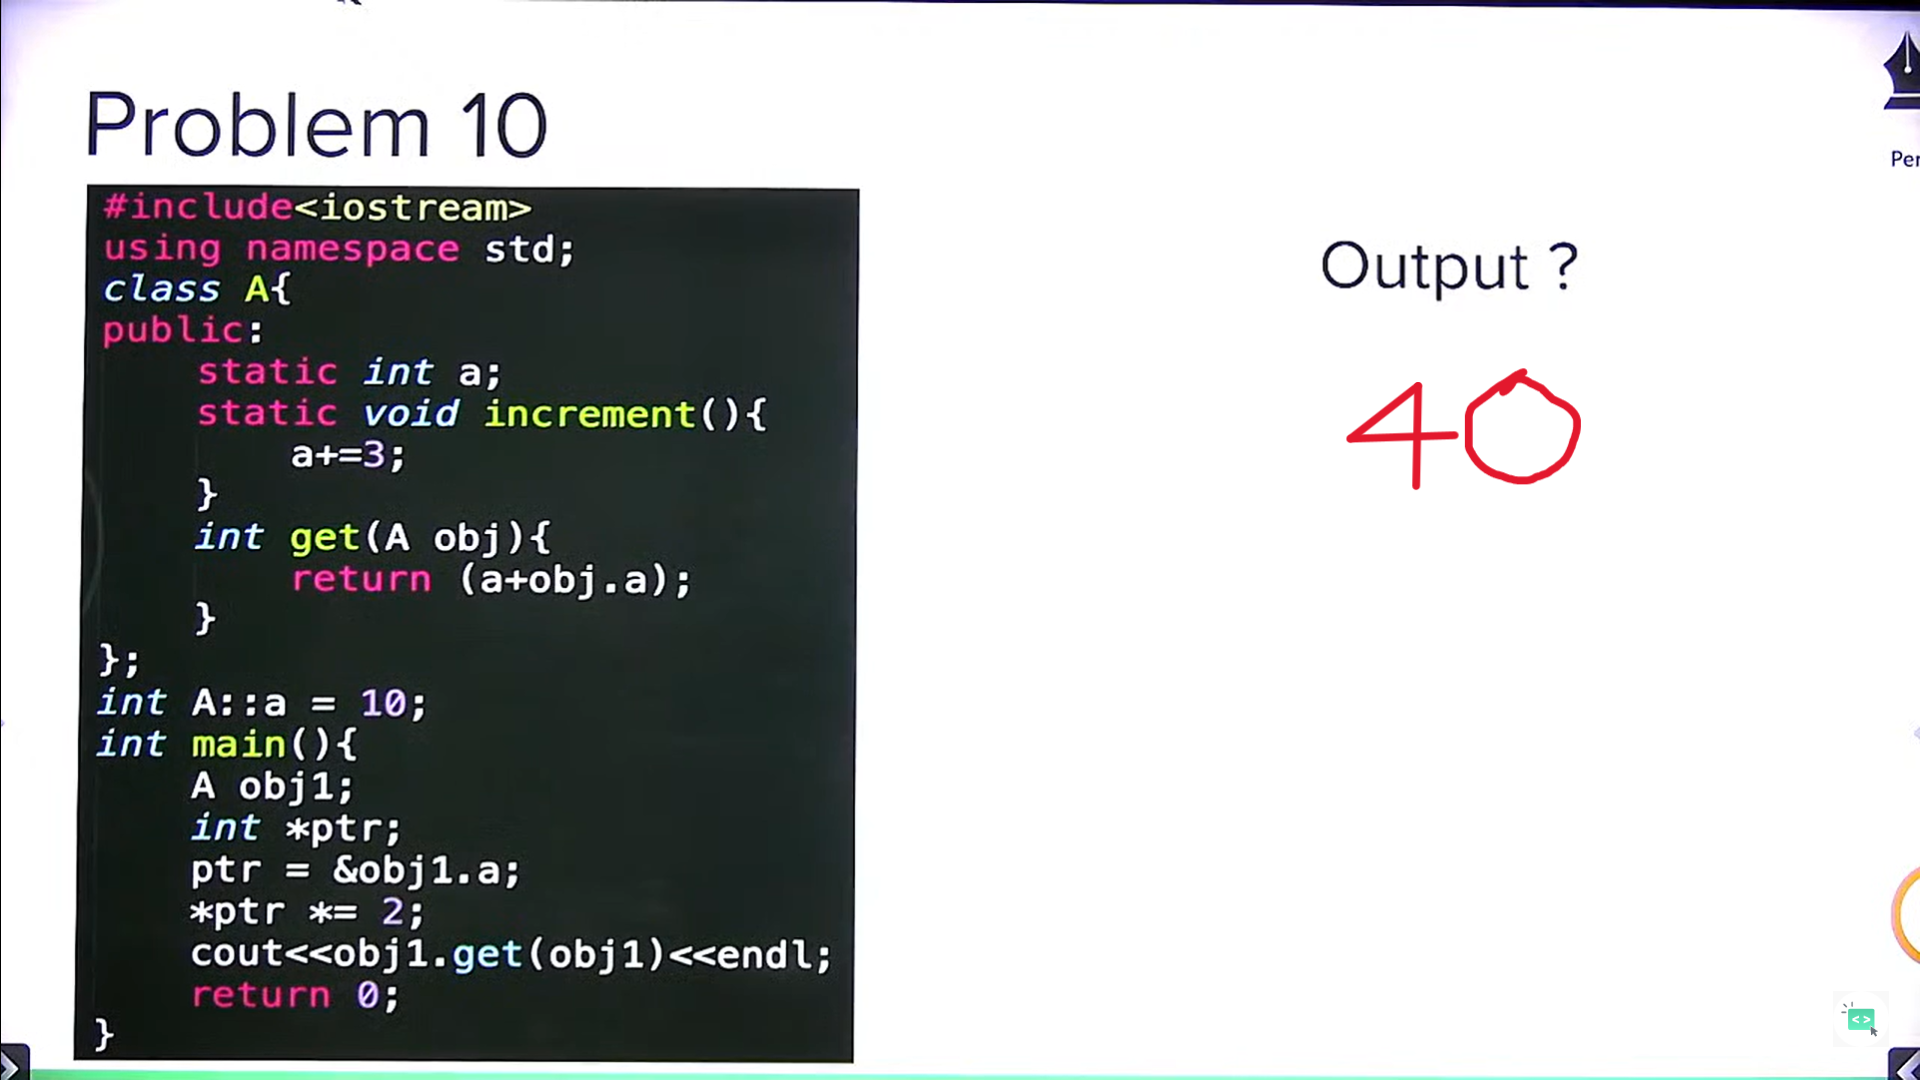 Problem 10
#include<iostream>
using namespace std;
class A{
public:
static int a;
static void increment(){
a+=3;
}
int get(A obj){
return (a+obj.a);
}
};
int A::a = 10;
int main(){
A obj1;
int *ptr;
ptr = &obj1.a;
*ptr *= 2;
cout<<obj1.get(obj1)<<endl;
return 0;
}
Output ?
40
Per
<>